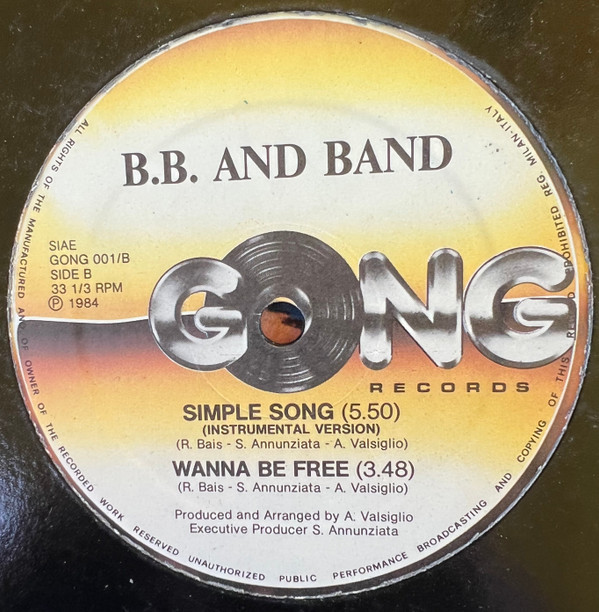 B.B. AND BAND
SIAE
GONG 001/B
SIDE B
33 1/3 RPM
Ⓟ 1984
GONG
RECORDS
SIMPLE SONG (5.50)
(INSTRUMENTAL VERSION)
(R. Bais - S. Annunziata - A. Valsiglio)
WANNA BE FREE (3.48)
(R. Bais - S. Annunziata - A. Valsiglio)
Produced and Arranged by A. Valsiglio
Executive Producer S. Annunziata
ALL RIGHTS OF THE MANUFACTURED AND OF OWNER OF THE RECORDED WORK RESERVED UNAUTHORIZED PUBLIC PERFORMANCE BROADCASTING AND COPYING OF THIS RECORD PROHIBITED REG. MILAN-ITALY